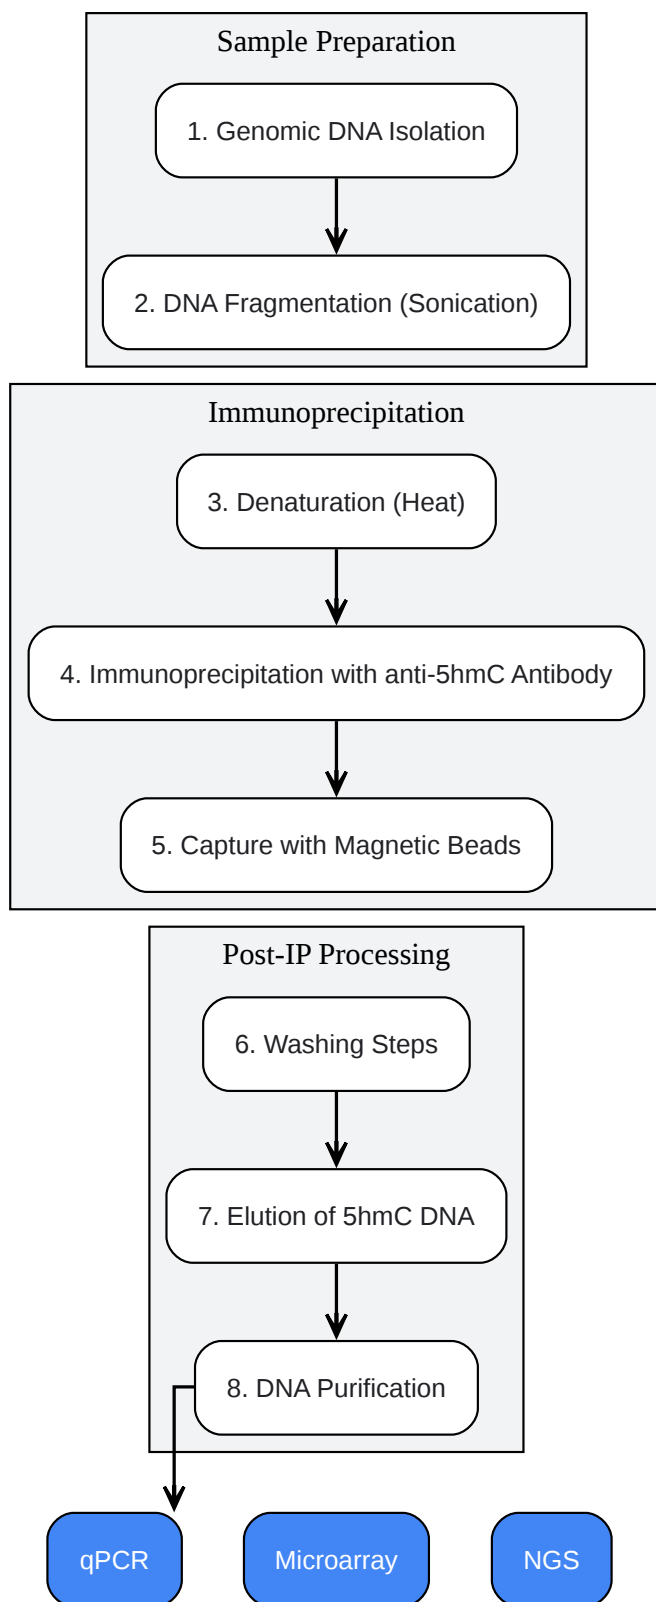 Sample Preparation
1. Genomic DNA Isolation
2. DNA Fragmentation (Sonication)
Immunoprecipitation
3. Denaturation (Heat)
4. Immunoprecipitation with anti-5hmC Antibody
5. Capture with Magnetic Beads
Post-IP Processing
6. Washing Steps
7. Elution of 5hmC DNA
8. DNA Purification
qPCR
Microarray
NGS